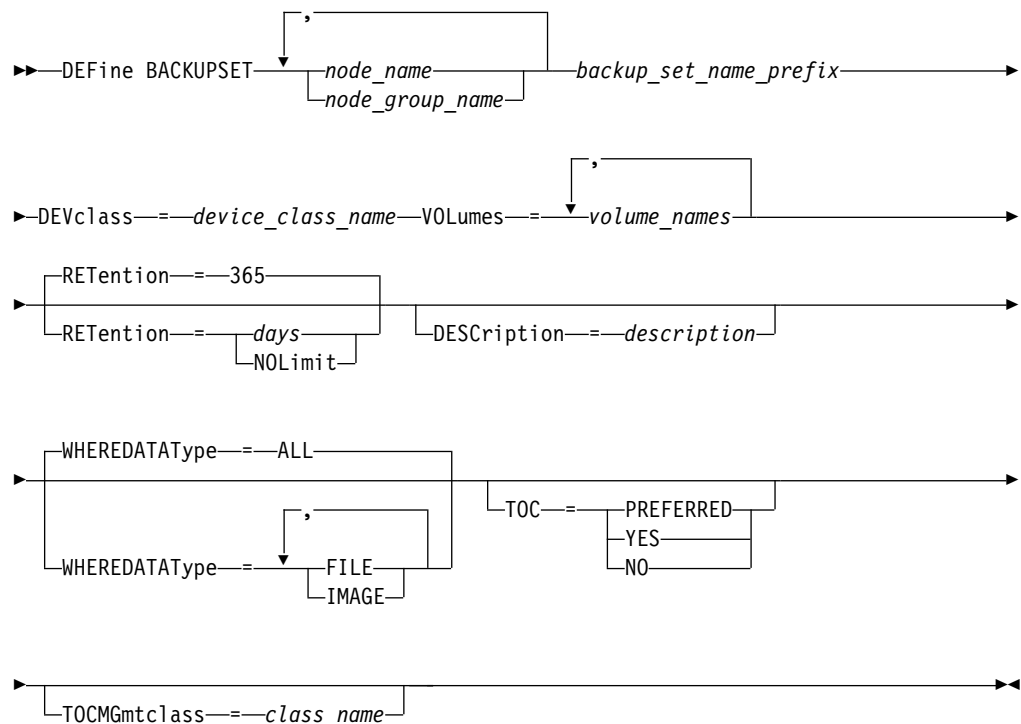 ,
DEFine BACKUPSET node_name backup_set_name_prefix
node_group_name
,
DEVclass = device_class_name VOLumes = volume_names
RETention = 365
RETention = days
NOLimit
DESCription = description
WHEREDATAType = ALL
,
WHEREDATAType = FILE
IMAGE
TOC = PREFERRED
YES
NO
TOCMGmtclass = class_name